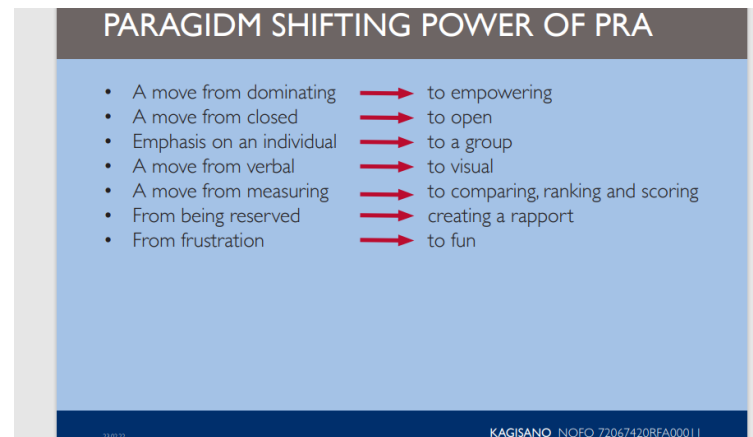 PARAGIDM SHIFTING POWER OF PRA
• A move from dominating to empowering
• A move from closed to open
• Emphasis on an individual to a group
• A move from verbal to visual
• A move from measuring to comparing, ranking and scoring
• From being reserved creating a rapport
• From frustration to fun
KAGISANO NOFO 72067420RFA00011